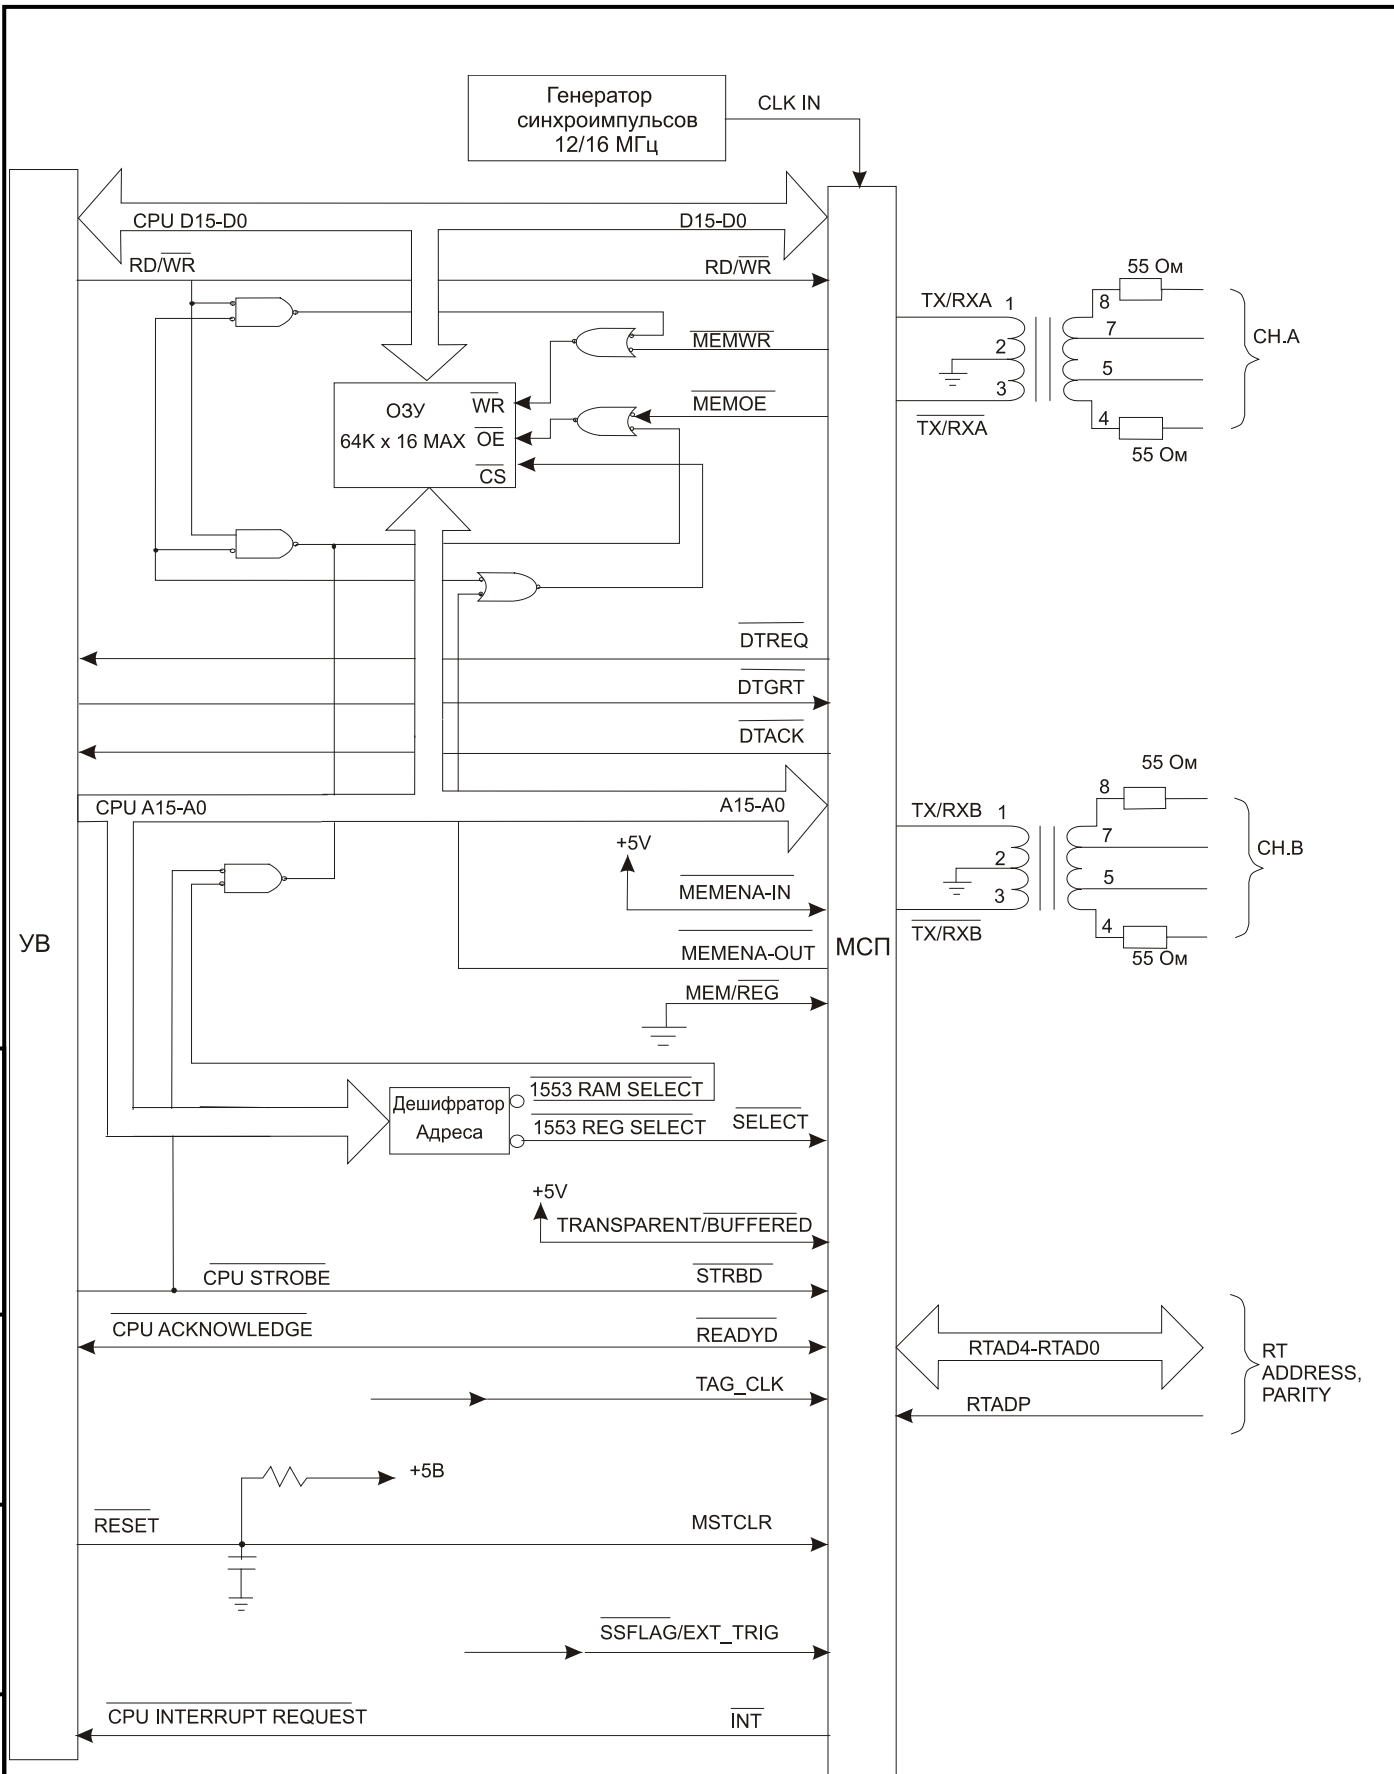 Генератор
синхроимпульсов
12/16 МГц
CLK IN
CPU D15-D0
D15-D0
RD/WR
RD/WR
55 Ом
TX/RXA
1
8
7
MEMWR
2
CH.A
5
ОЗУ
WR
MEMOE
3
4
64K x 16 MAX
OE
TX/RXA
55 Ом
CS
DTREQ
DTGRT
DTACK
55 Ом
CPU A15-A0
A15-A0
TX/RXB
1
8
7
+5V
2
CH.B
5
MEMENA-IN
3
4
УВ
MEMENA-OUT
МСП
TX/RXB
55 Ом
MEM/REG
1553 RAM SELECT
Дешифратор
Адреса
1553 REG SELECT
SELECT
+5V
TRANSPARENT/BUFFERED
CPU STROBE
STRBD
CPU ACKNOWLEDGE
READYD
RTAD4-RTAD0
RT
ADDRESS,
PARITY
TAG_CLK
RTADP
+5В
RESET
MSTCLR
SSFLAG/EXT_TRIG
CPU INTERRUPT REQUEST
INT